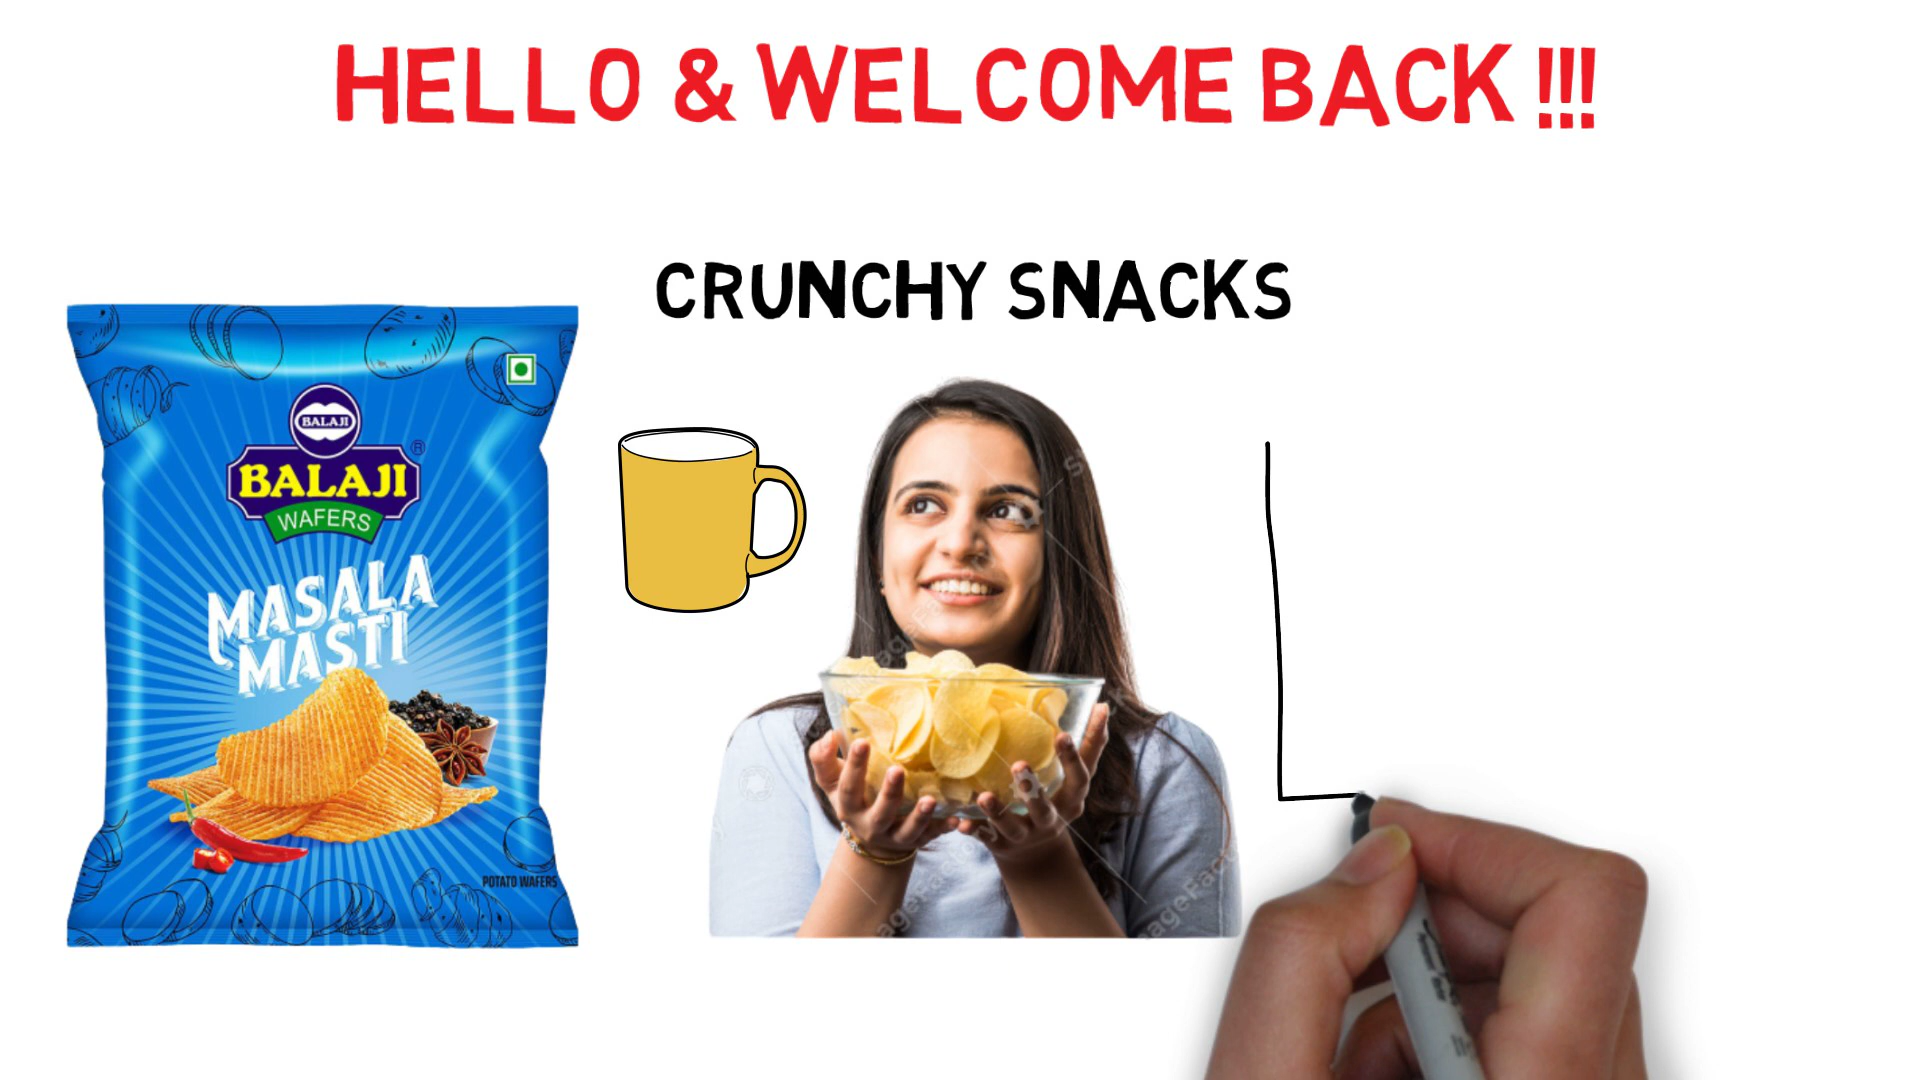 HELLO & WELCOME BACK !!!
CRUNCHY SNACKS
BALAJI
BALAJI
®
WAFERS
MASALA
MASTI
POTATO WAFERS